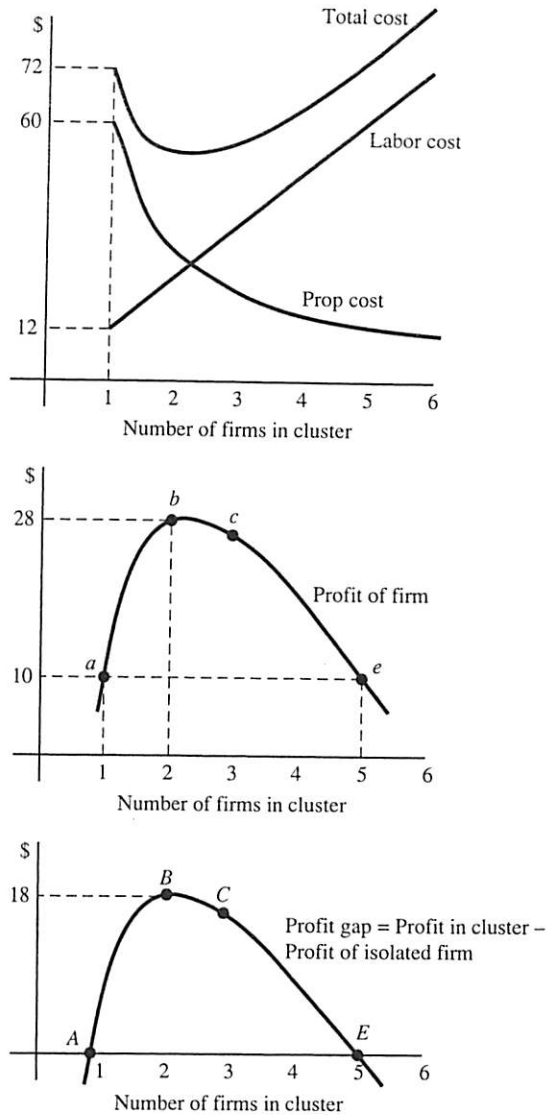 $
Total cost
72
60
Labor cost
Prop cost
12
1 2 3 4 5 6
Number of firms in cluster
$
b
28
c
Profit of firm
a
e
10
1 2 3 4 5 6
Number of firms in cluster
$
B
18
C
Profit gap = Profit in cluster –
Profit of isolated firm
A
E
1 2 3 4 5 6
Number of firms in cluster